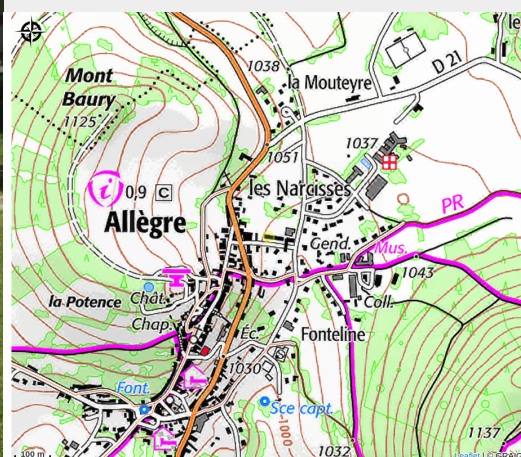 le
1038
la Mouteyre
D 21
Mont
Baury
1125
1037
1051
0,9 C
les Narcisses
PR
Allègre
Gend.
Mus.
1043
la Potence
Chât.
Coll.
Chap.
Éc.
Fonteline
1030
Font.
Sce capt.
1000
1137
1032
100 m
Leaflet